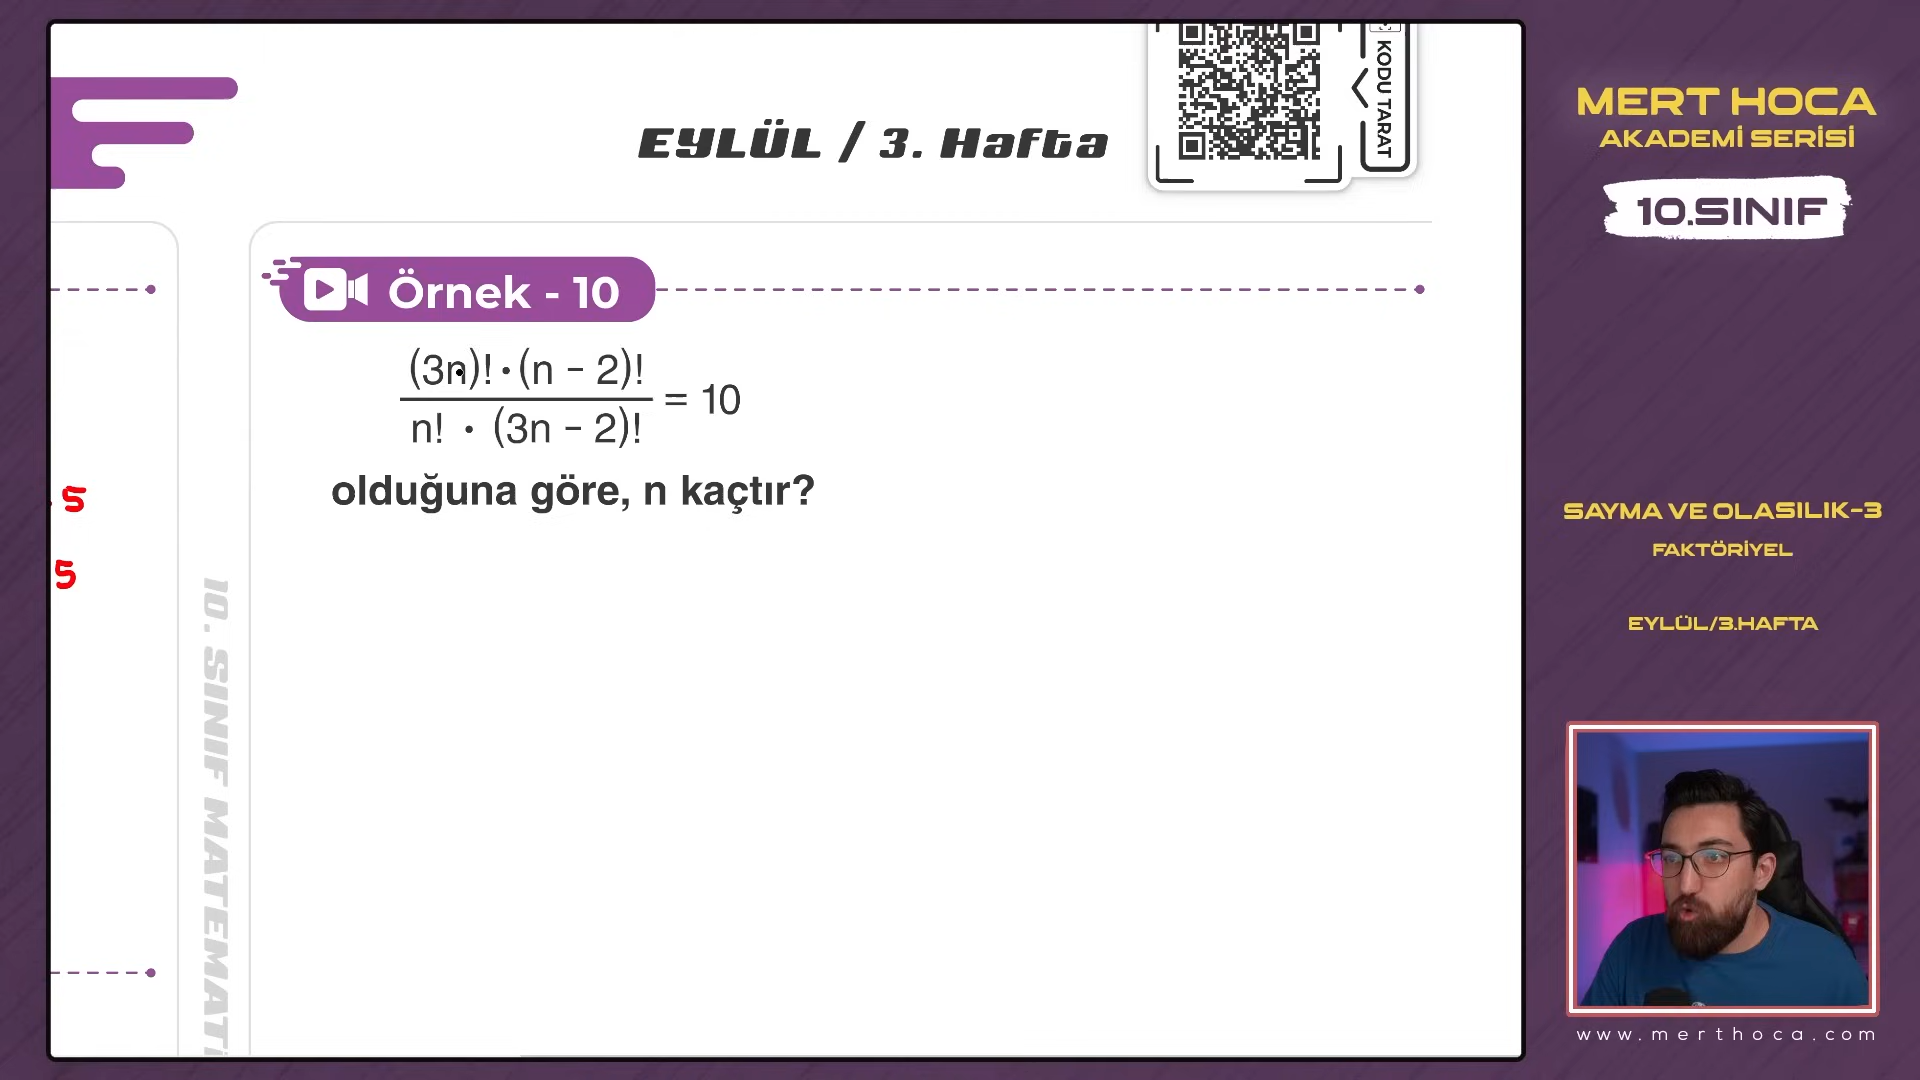 EYLÜL / 3. Hafta
KODU TARAT
Örnek - 10
(3n)! · (n − 2)!
n! · (3n − 2)!
= 10
olduğuna göre, n kaçtır?
. 5
5
10. SINIF MATEMATİ
MERT HOCA
AKADEMİ SERİSİ
10.SINIF
SAYMA VE OLASILIK-3
FAKTÖRİYEL
EYLÜL/3.HAFTA
www.merthoca.com